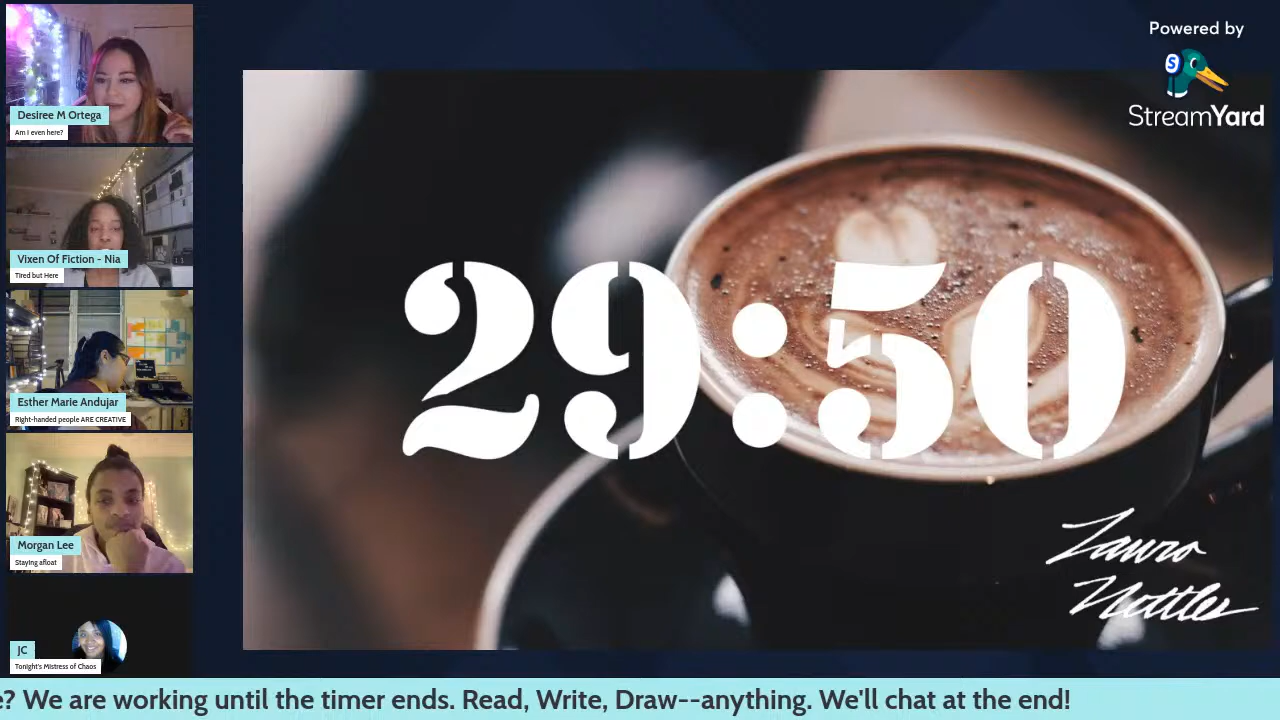 Desiree M Ortega
Am I even here?
Vixen Of Fiction - Nia
Tired but Here
Esther Marie Andujar
Right-handed people ARE CREATIVE
Morgan Lee
Staying afloat
JC
Tonight's Mistress of Chaos
29:50
Powered by
S
StreamYard
e? We are working until the timer ends. Read, Write, Draw--anything. We'll chat at the end!